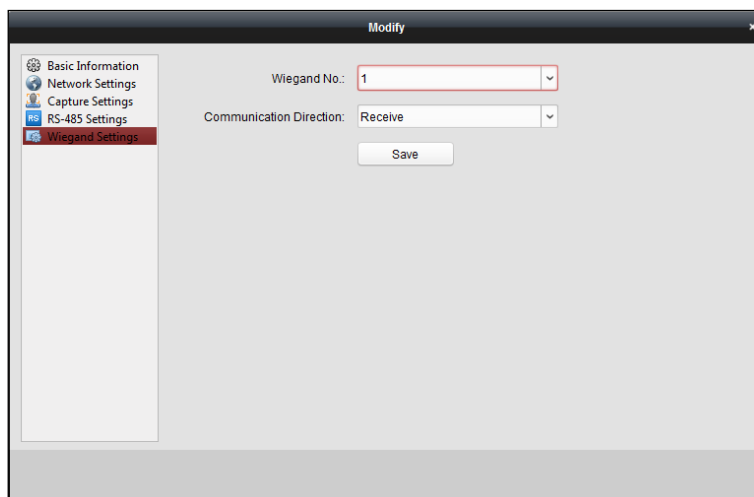 Modify
×
Basic Information
Network Settings
Capture Settings
RS RS-485 Settings
Wiegand Settings
Wiegand No.: 1
Communication Direction: Receive
Save